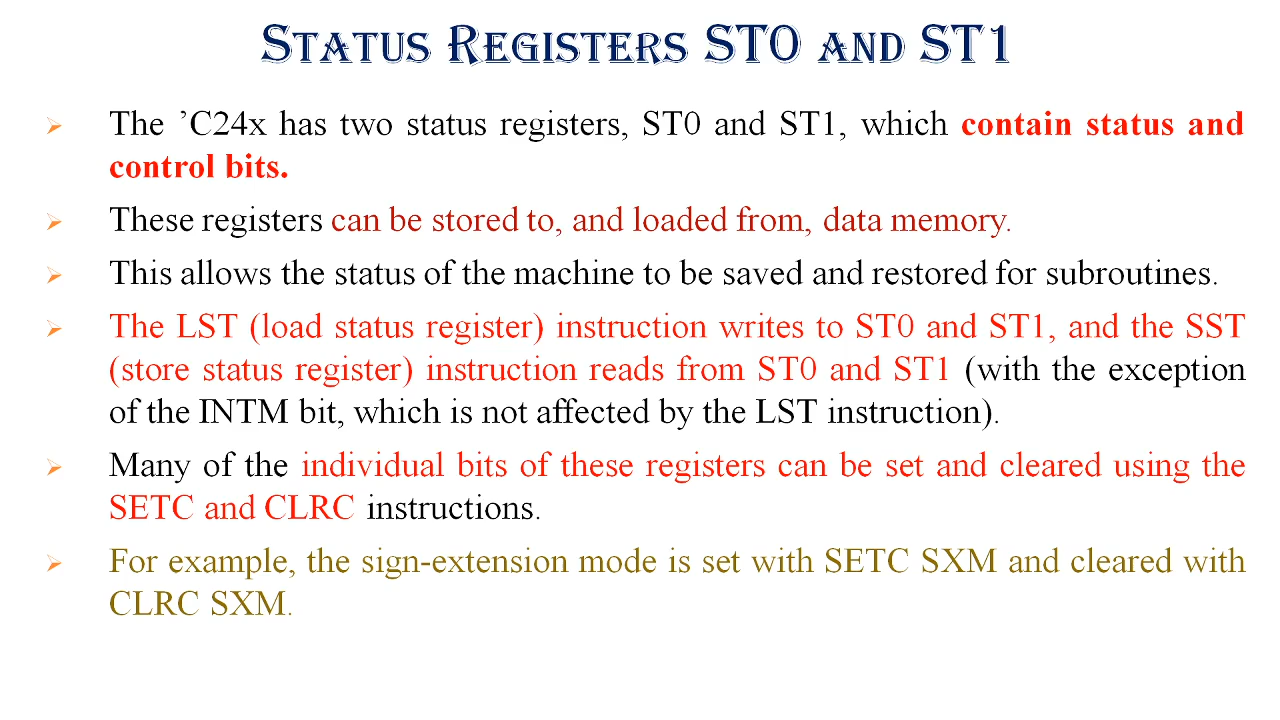 STATUS REGISTERS ST0 AND ST1
➢ The ’C24x has two status registers, ST0 and ST1, which contain status and
control bits.
➢ These registers can be stored to, and loaded from, data memory.
➢ This allows the status of the machine to be saved and restored for subroutines.
➢ The LST (load status register) instruction writes to ST0 and ST1, and the SST
(store status register) instruction reads from ST0 and ST1 (with the exception
of the INTM bit, which is not affected by the LST instruction).
➢ Many of the individual bits of these registers can be set and cleared using the
SETC and CLRC instructions.
➢ For example, the sign-extension mode is set with SETC SXM and cleared with
CLRC SXM.